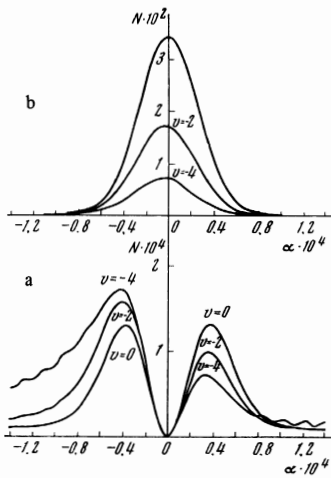 N·10²
3
b
2
v=-2
1
v=-4
-1.2 -0.8 -0.4 0 0.4 0.8 1.2
α·10⁴
N·10⁴
a
2
v=-4
v=0
v=-2
v=-2
1
v=0
v=-4
-1.2 -0.8 -0.4 0 0.4 0.8 1.2
α·10⁴